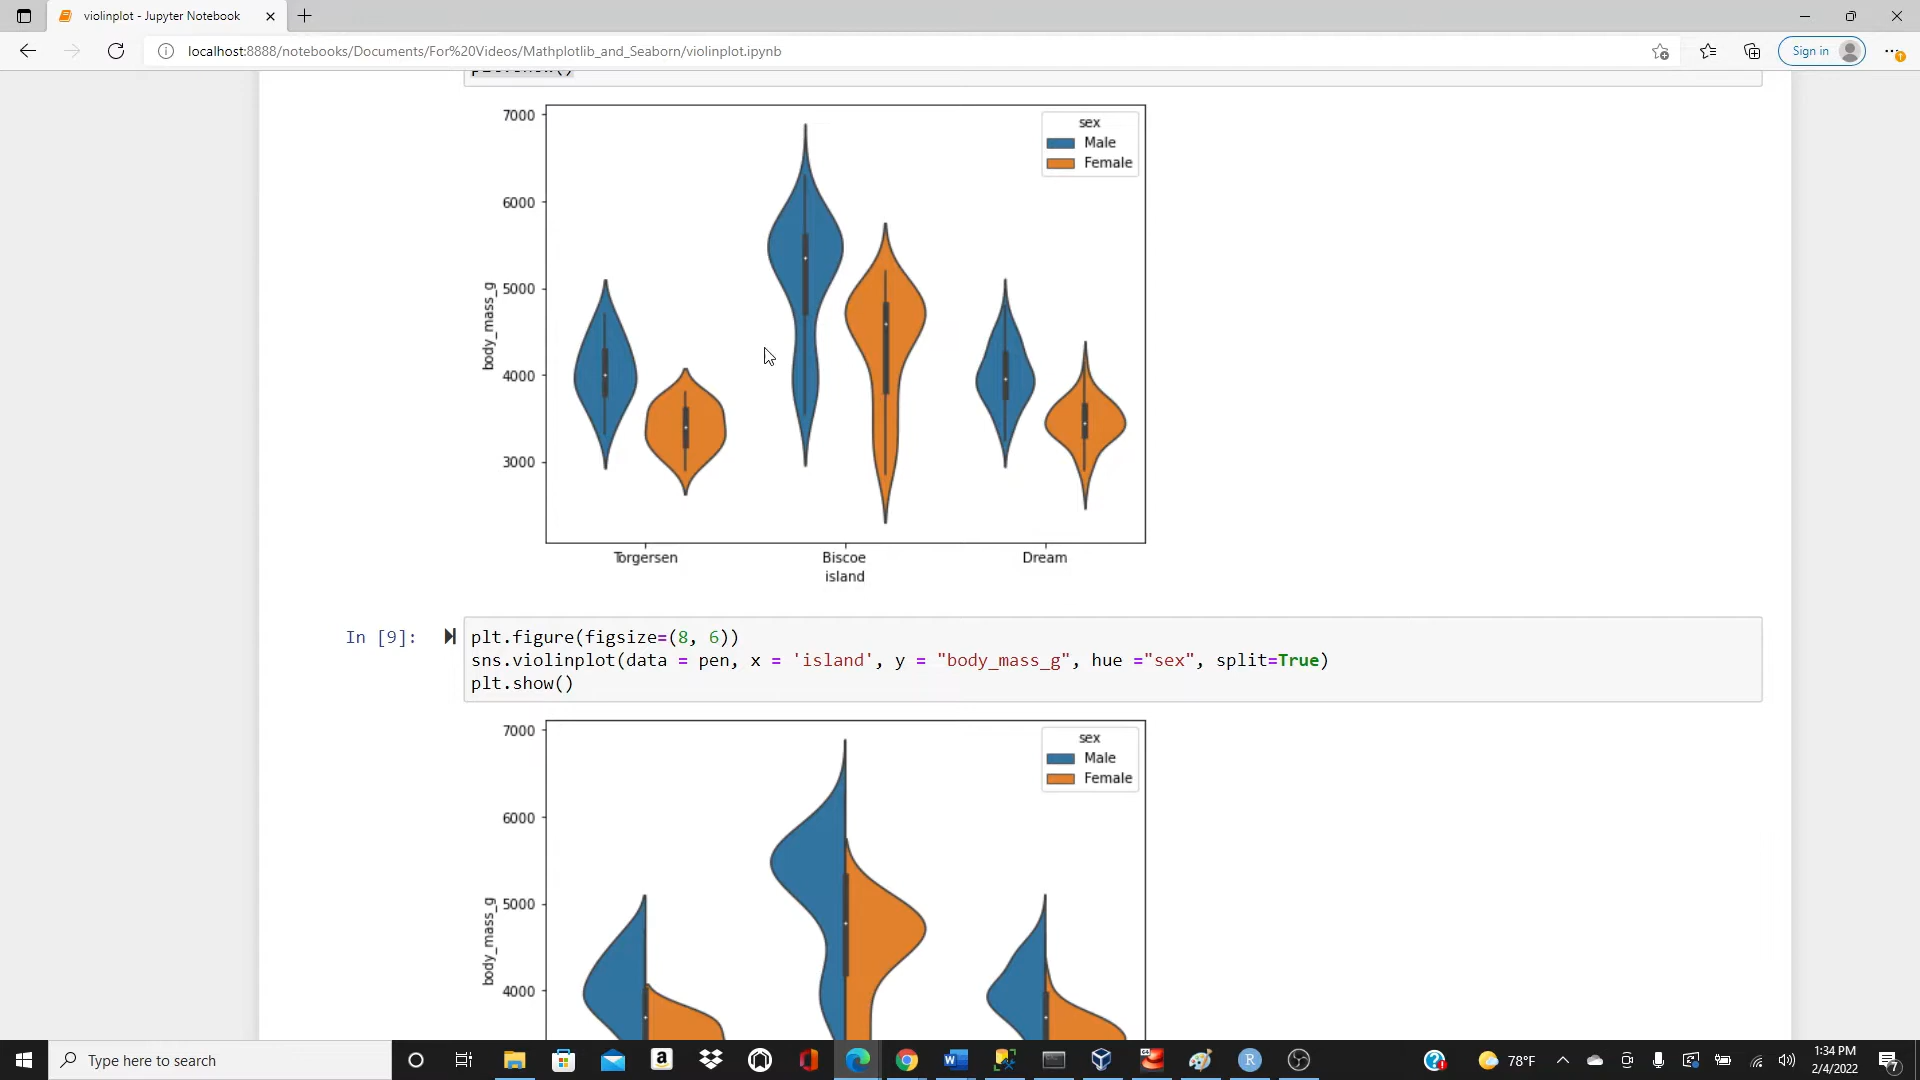 violinplot - Jupyter Notebook
localhost:8888/notebooks/Documents/For%20Videos/Mathplotlib_and_Seaborn/violinplot.ipynb
Sign in
plt.show()
7000
6000
5000
4000
3000
body_mass_g
sex
Male
Female
Torgersen
Biscoe
Dream
island
In [9]:
plt.figure(figsize=(8, 6))
sns.violinplot(data = pen, x = 'island', y = "body_mass_g", hue ="sex", split=True)
plt.show()
7000
6000
5000
4000
body_mass_g
sex
Male
Female
Type here to search
78°F
1:34 PM
2/4/2022
7